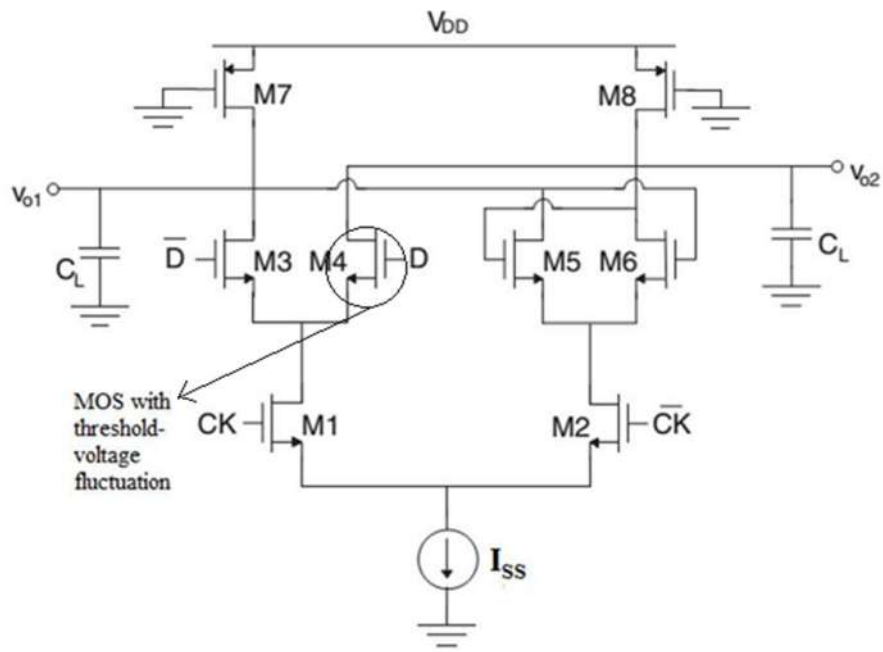 VDD
M7
M8
Vo1
Vo2
CL
D̅
M3
M4
D
M5
M6
CL
MOS with
threshold-
voltage
fluctuation
CK
M1
M2
C̅K̅
ISS